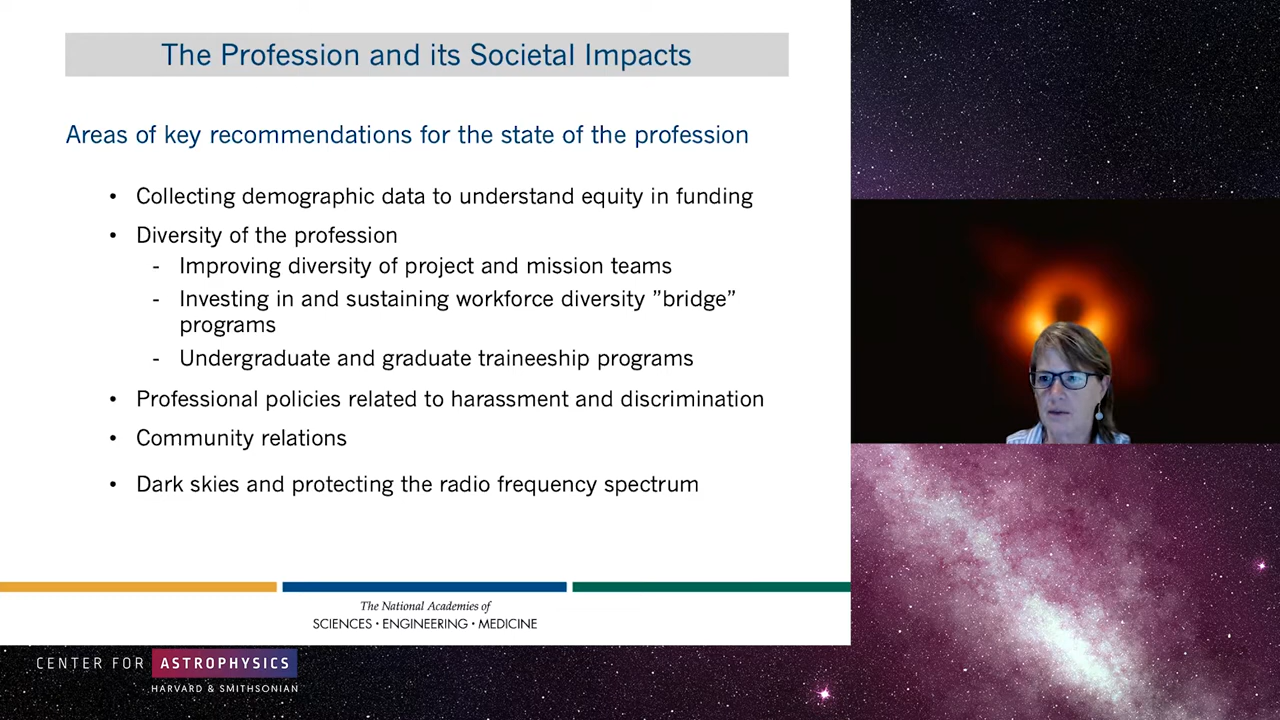 The Profession and its Societal Impacts
Areas of key recommendations for the state of the profession
• Collecting demographic data to understand equity in funding
• Diversity of the profession
- Improving diversity of project and mission teams
- Investing in and sustaining workforce diversity ”bridge”
programs
- Undergraduate and graduate traineeship programs
• Professional policies related to harassment and discrimination
• Community relations
• Dark skies and protecting the radio frequency spectrum
The National Academies of
SCIENCES • ENGINEERING • MEDICINE
CENTER FOR ASTROPHYSICS
HARVARD & SMITHSONIAN